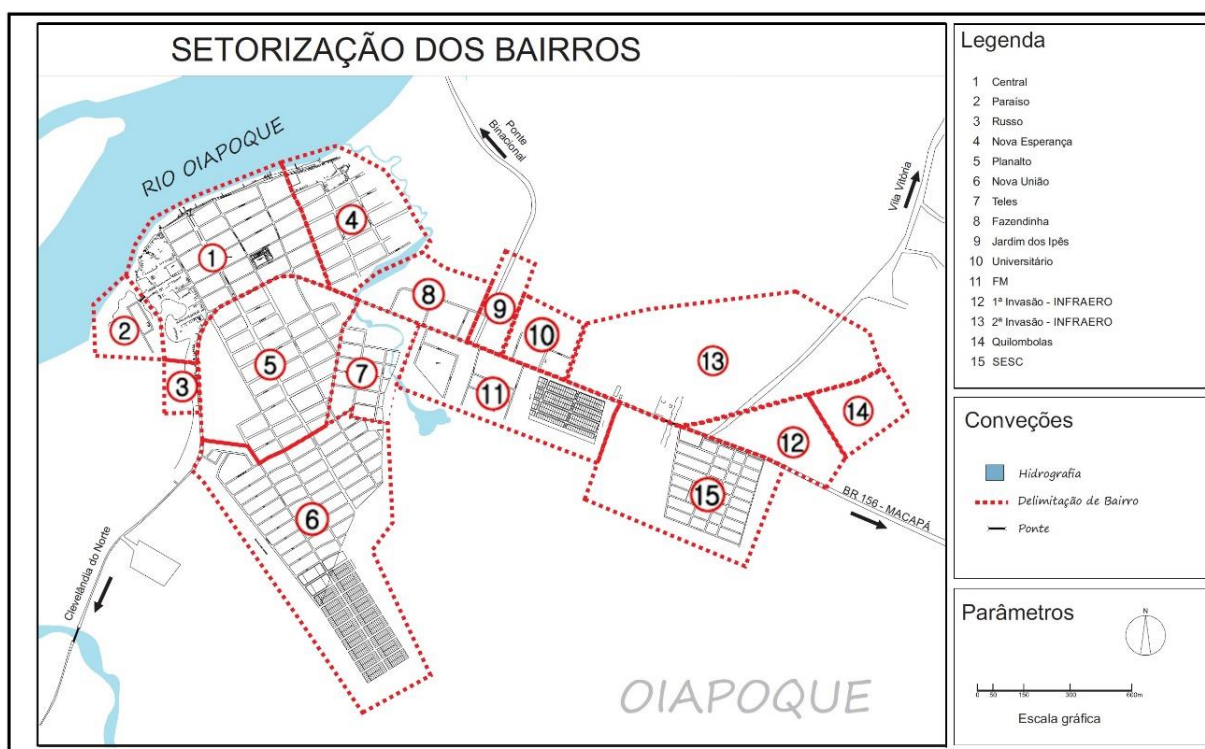 SETORIZAÇÃO DOS BAIRROS
RIO OIAPOQUE
Ponte
Binacional
Vila Vitória
1
2
3
4
5
6
7
8
9
10
11
12
13
14
15
BR 156 - MACAPÁ
Clevelândia do Norte
OIAPOQUE
Legenda
1 Central
2 Paraíso
3 Russo
4 Nova Esperança
5 Planalto
6 Nova União
7 Teles
8 Fazendinha
9 Jardim dos Ipês
10 Universitário
11 FM
12 1ª Invasão - INFRAERO
13 2ª Invasão - INFRAERO
14 Quilombolas
15 SESC
Conveções
Hidrografia
Delimitação de Bairro
Ponte
Parâmetros
N
0 50 150 300 600m
Escala gráfica